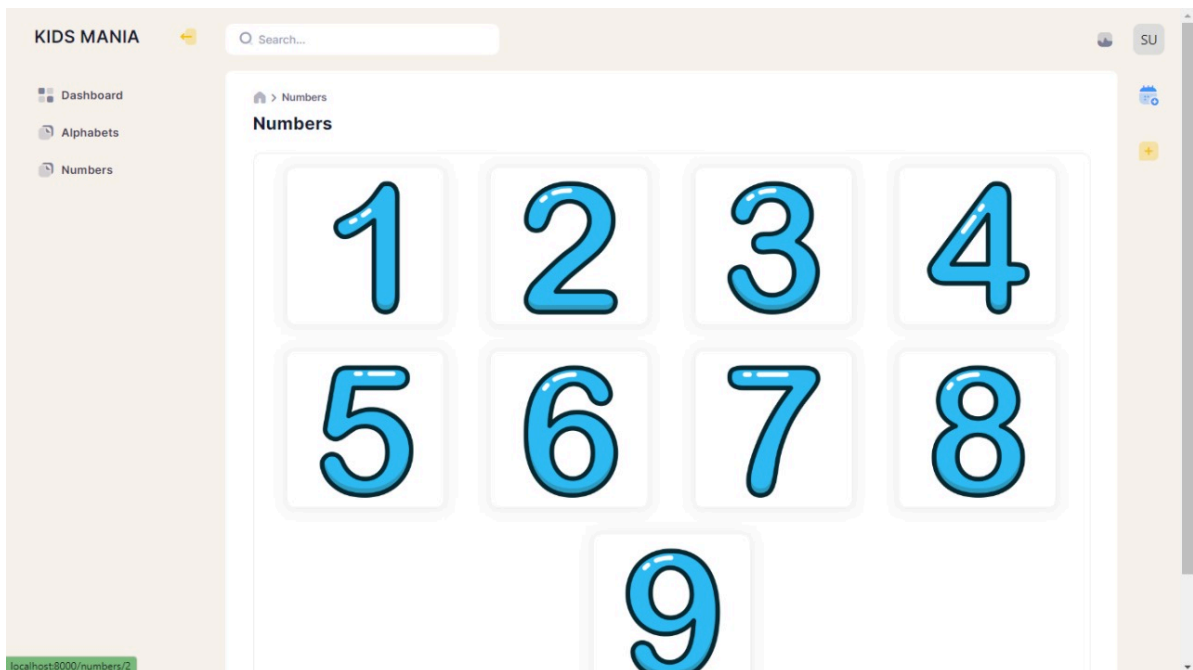 KIDS MANIA
Search...
SU
Dashboard
Alphabets
Numbers
> Numbers
Numbers
1 2 3 4
5 6 7 8
9
localhost:8000/numbers/2